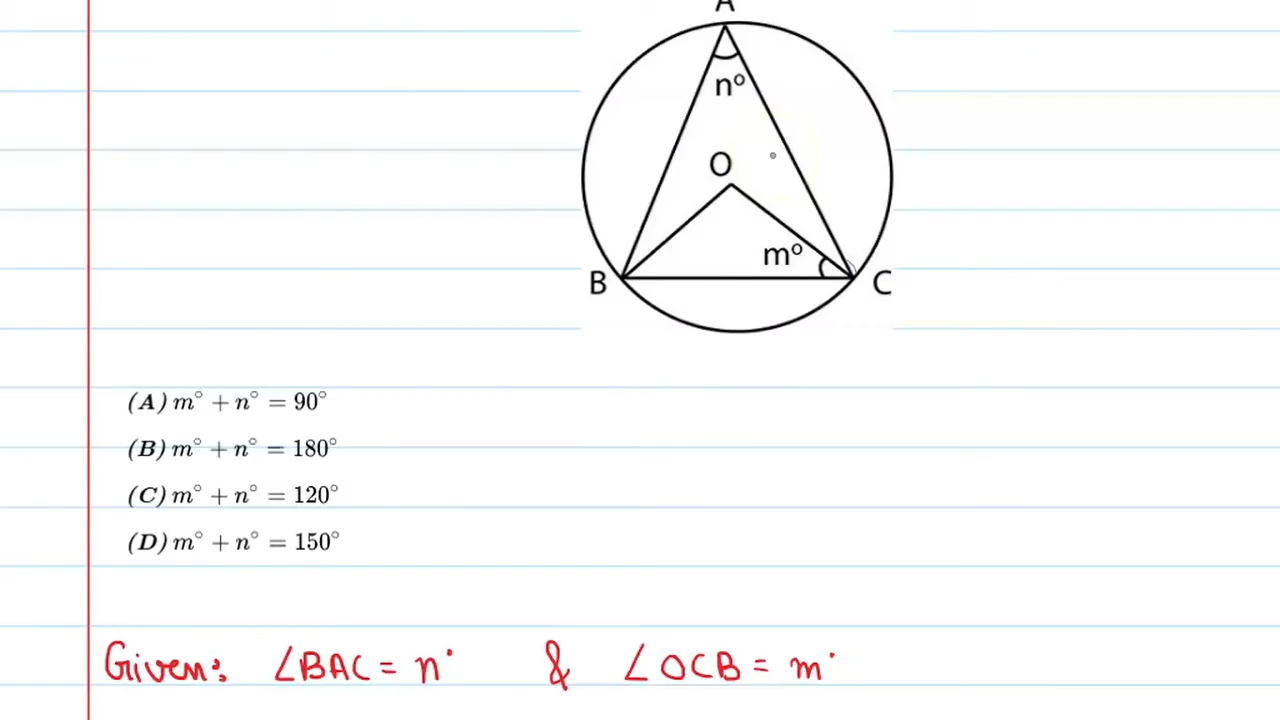 A
n°
O
m°
B
C
(A) m° + n° = 90°
(B) m° + n° = 180°
(C) m° + n° = 120°
(D) m° + n° = 150°
Given: ∠BAC = n° & ∠OCB = m°